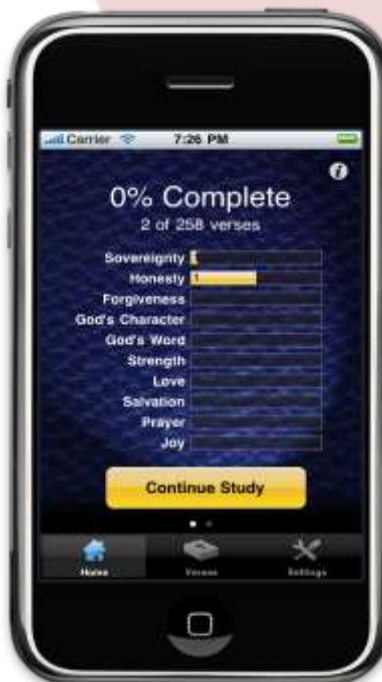 Carrier 7:26 PM
0% Complete
2 of 258 verses
Sovereignty 1
Honesty 1
Forgiveness
God's Character
God's Word
Strength
Love
Salvation
Prayer
Joy
Continue Study
Home Verses Settings